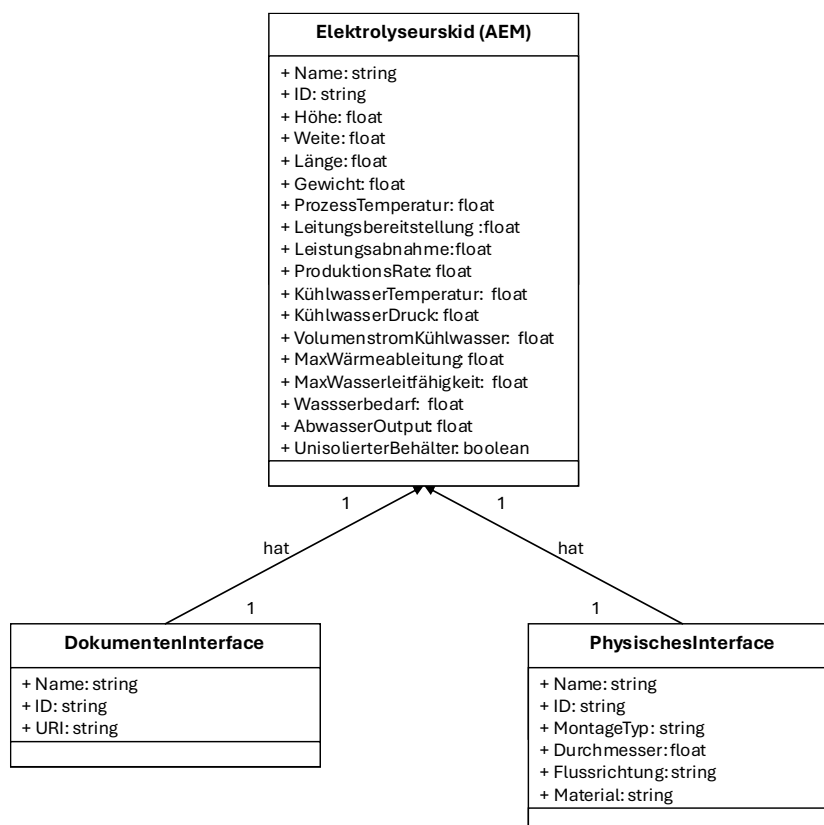 Elektrolyseurskid (AEM)
+ Name: string
+ ID: string
+ Höhe: float
+ Weite: float
+ Länge: float
+ Gewicht: float
+ ProzessTemperatur: float
+ Leitungsbereitstellung :float
+ Leistungsabnahme:float
+ ProduktionsRate: float
+ KühlwasserTemperatur: float
+ KühlwasserDruck: float
+ VolumenstromKühlwasser: float
+ MaxWärmeableitung: float
+ MaxWasserleitfähigkeit: float
+ Wassserbedarf: float
+ AbwasserOutput: float
+ UnisolierterBehälter: boolean
1
1
hat
hat
1
1
DokumentenInterface
+ Name: string
+ ID: string
+ URI: string
PhysischesInterface
+ Name: string
+ ID: string
+ MontageTyp: string
+ Durchmesser: float
+ Flussrichtung: string
+ Material: string